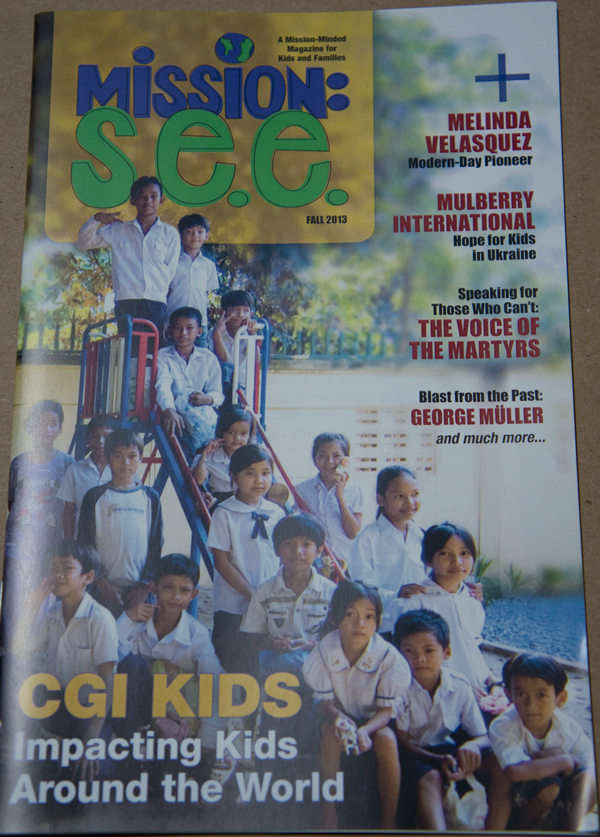 A Mission-Minded
Magazine for
Kids and Families
MISSION:
S.E.E.
FALL 2013
MELINDA
VELASQUEZ
Modern-Day Pioneer
MULBERRY
INTERNATIONAL
Hope for Kids
in Ukraine
Speaking for
Those Who Can't:
THE VOICE OF
THE MARTYRS
Blast from the Past:
GEORGE MÜLLER
and much more...
CGI KIDS
Impacting Kids
Around the World